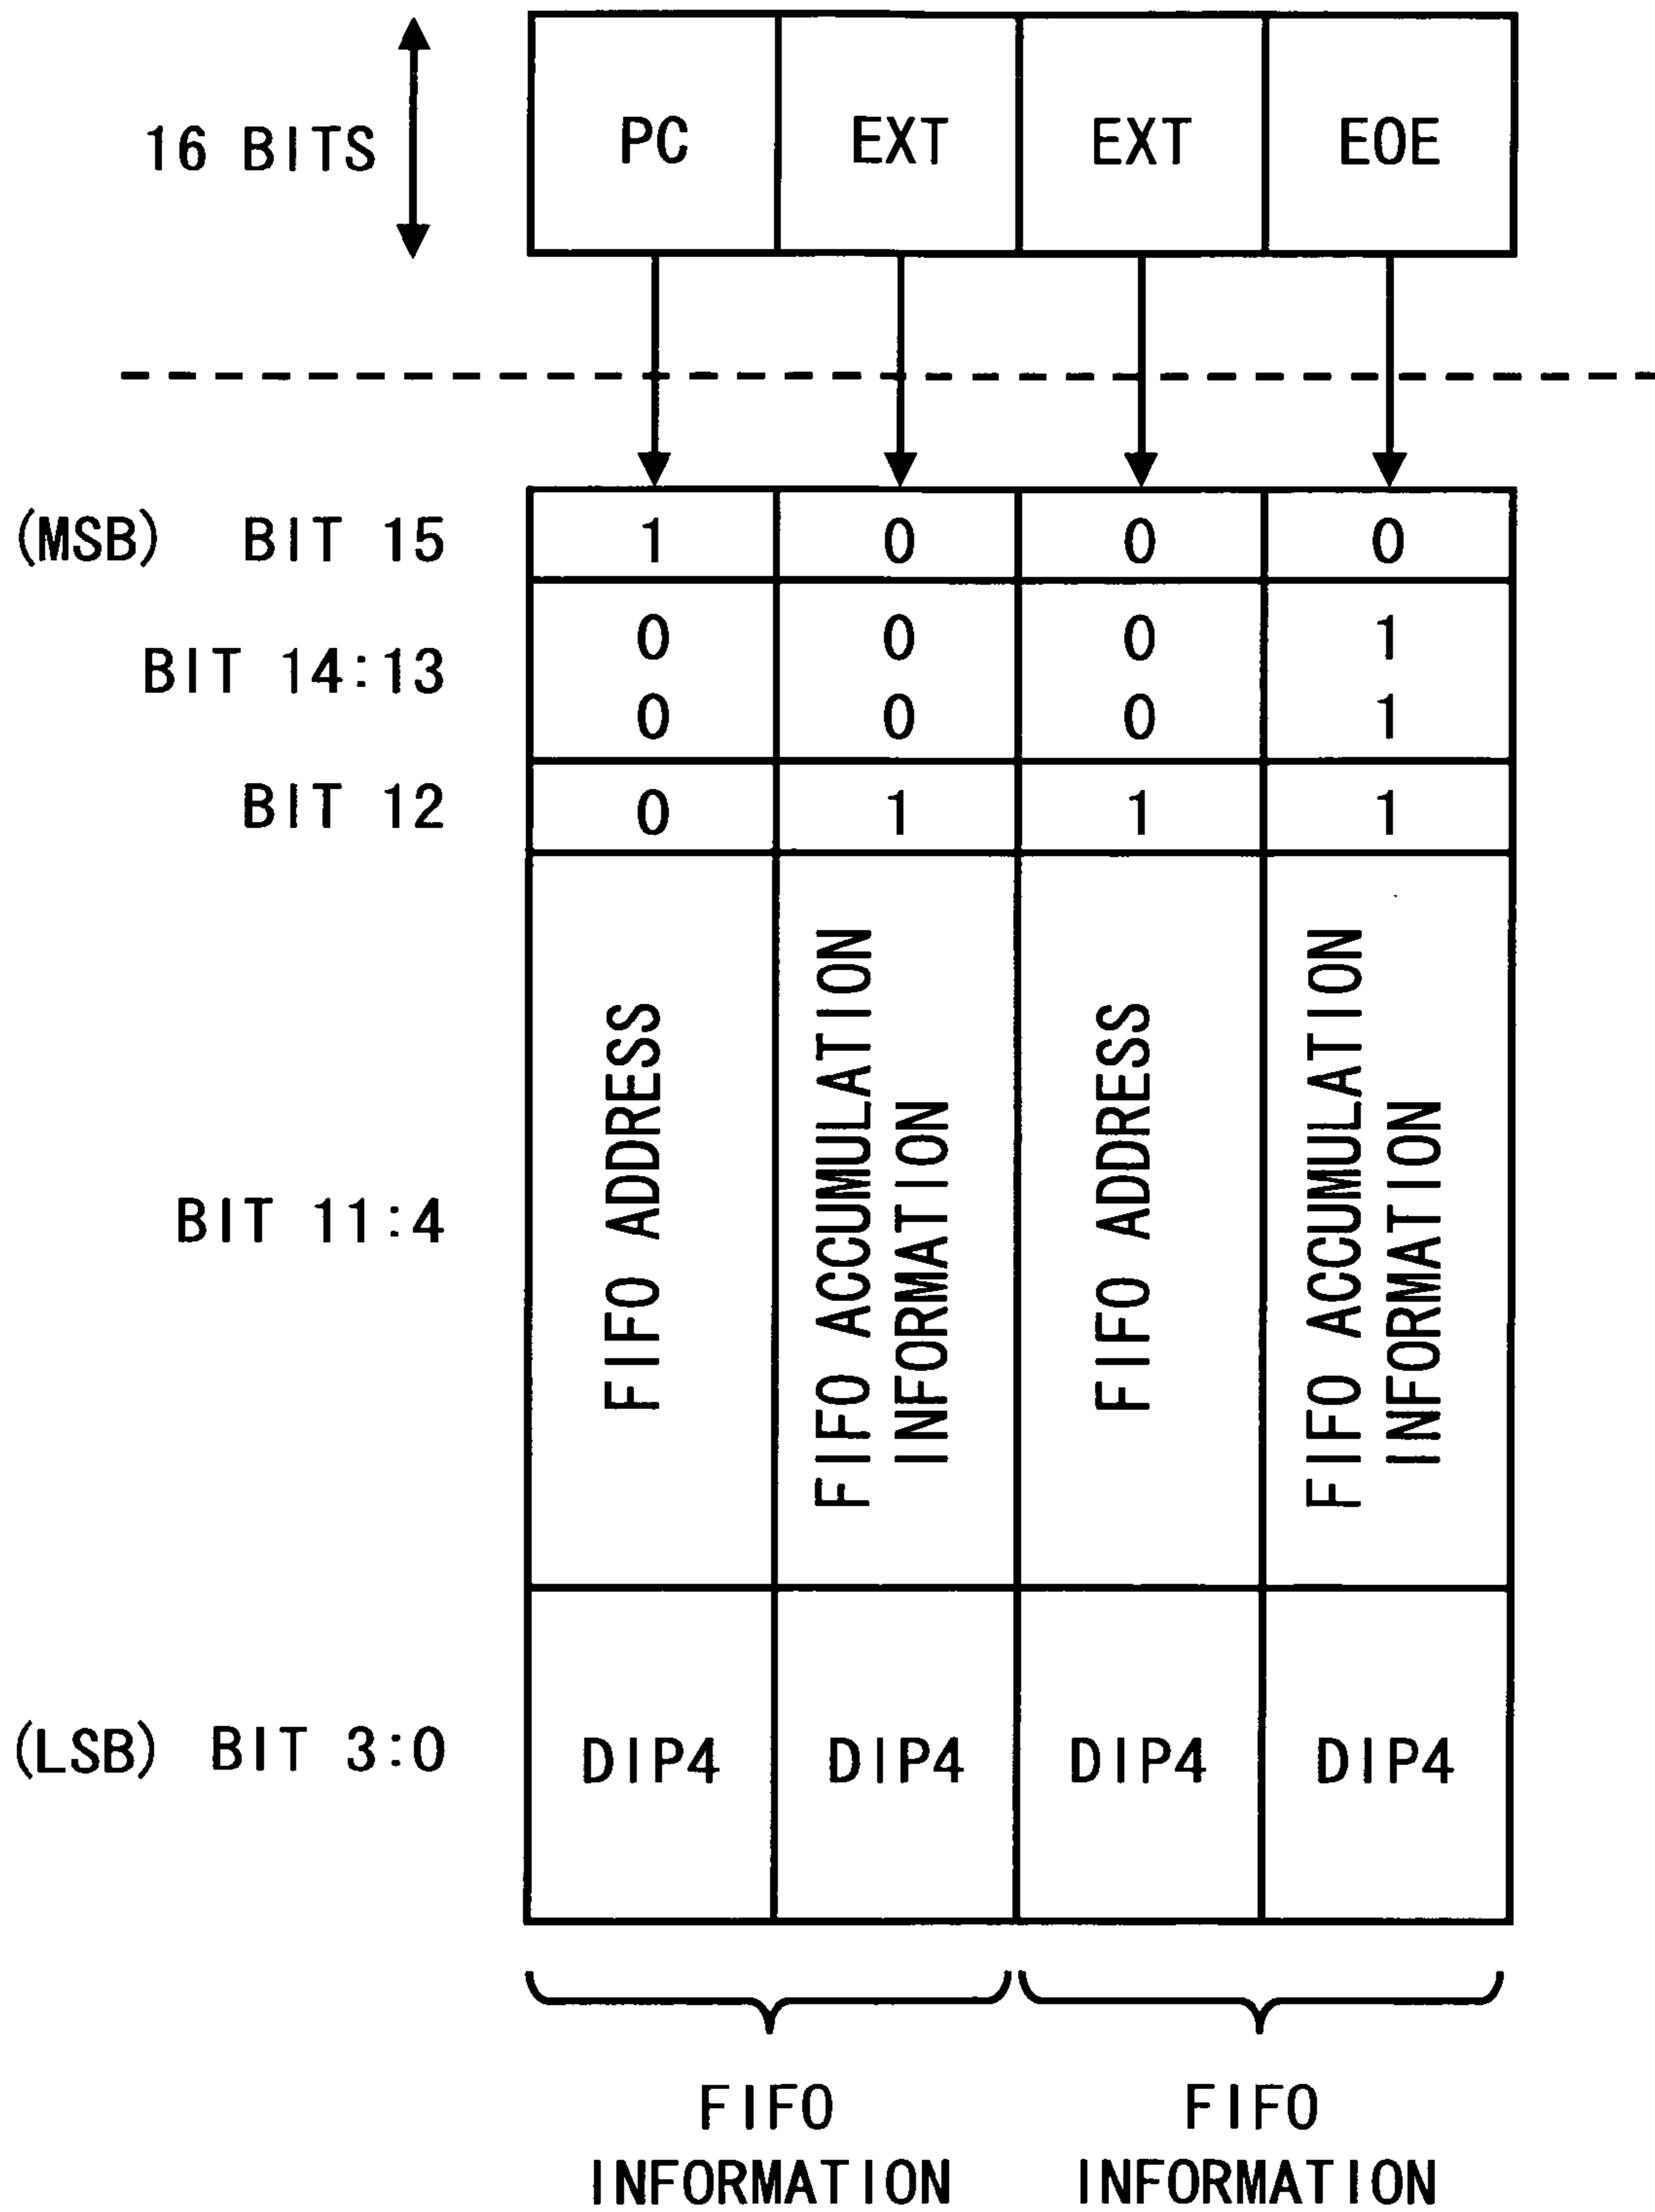 16 BITS PC EXT EXT EOE
(MSB) BIT 15 1 0 0 0
0 0 0 1
BIT 14:13
0 0 0 1
BIT 12 0 1 1 1
BIT 11:4
FIFO ADDRESS
FIFO ACCUMULATION
INFORMATION
FIFO ADDRESS
FIFO ACCUMULATION
INFORMATION
(LSB) BIT 3:0 DIP4 DIP4 DIP4 DIP4
FIFO
INFORMATION
FIFO
INFORMATION